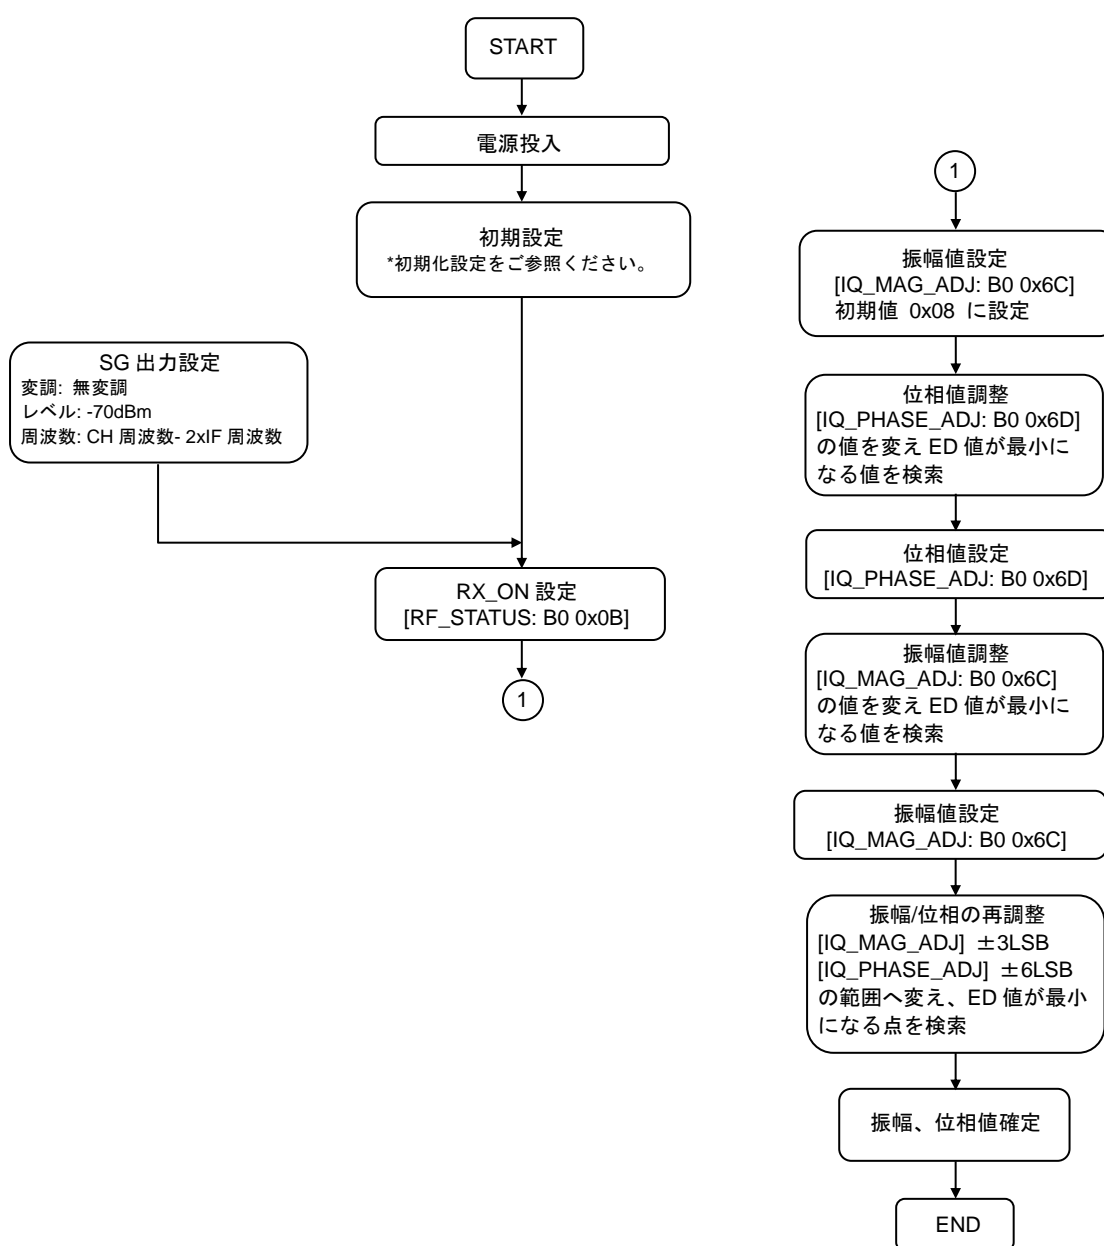 START
電源投入
初期設定
*初期化設定をご参照ください。
SG 出力設定
変調: 無変調
レベル: -70dBm
周波数: CH 周波数- 2xIF 周波数
RX_ON 設定
[RF_STATUS: B0 0x0B]
1
1
振幅値設定
[IQ_MAG_ADJ: B0 0x6C]
初期値 0x08 に設定
位相値調整
[IQ_PHASE_ADJ: B0 0x6D]
の値を変え ED 値が最小に
なる値を検索
位相値設定
[IQ_PHASE_ADJ: B0 0x6D]
振幅値調整
[IQ_MAG_ADJ: B0 0x6C]
の値を変え ED 値が最小に
なる値を検索
振幅値設定
[IQ_MAG_ADJ: B0 0x6C]
振幅/位相の再調整
[IQ_MAG_ADJ] ±3LSB
[IQ_PHASE_ADJ] ±6LSB
の範囲へ変え、ED 値が最小
になる点を検索
振幅、位相値確定
END